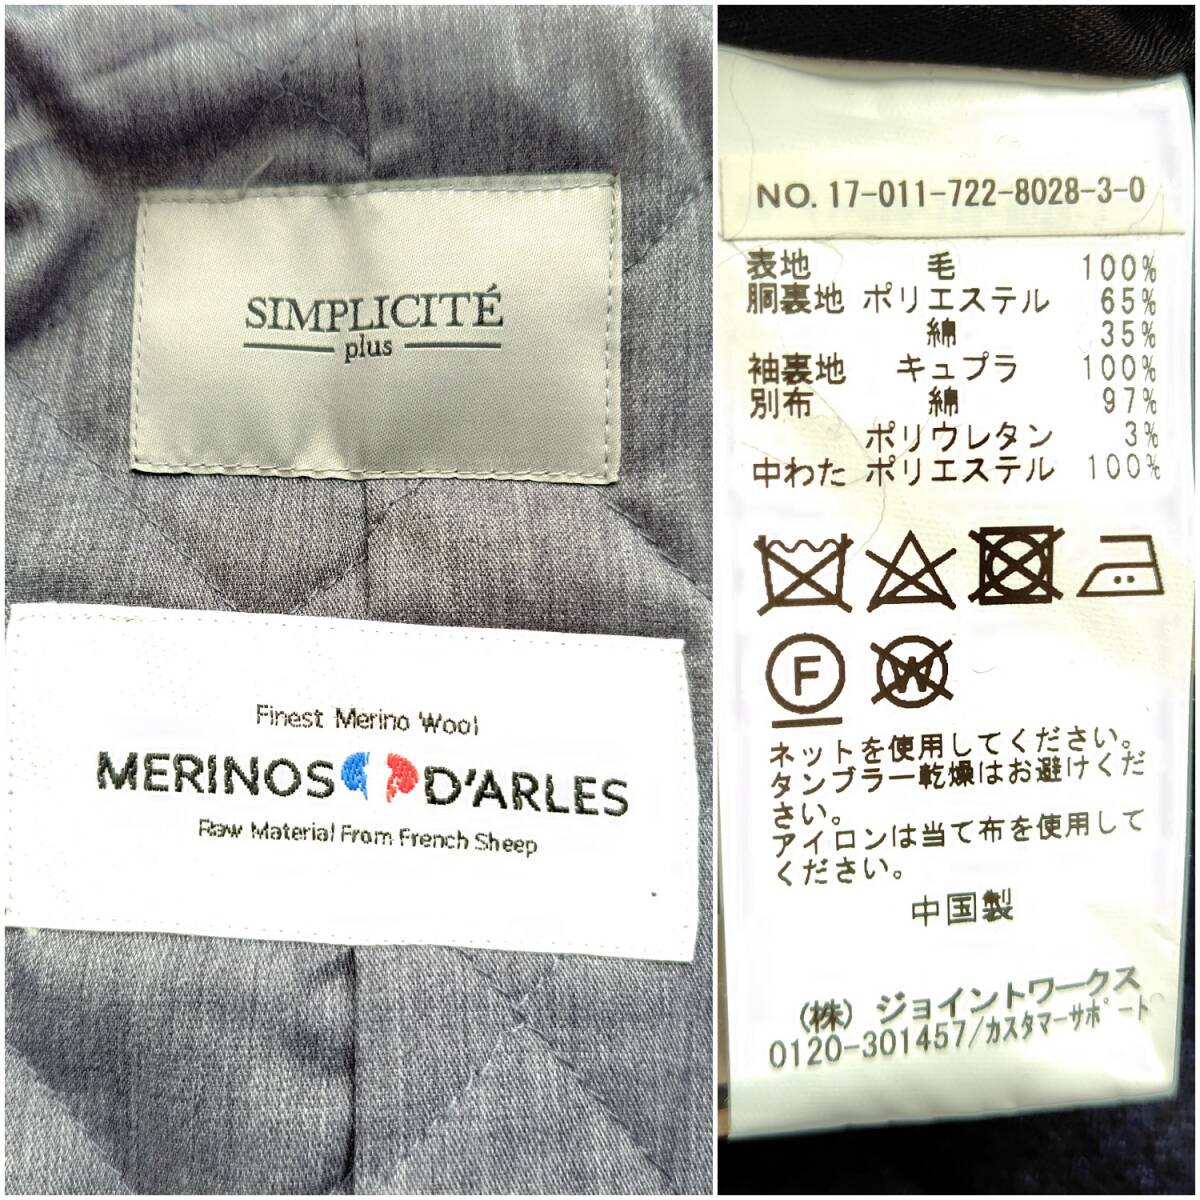 SIMPLICITÉ
plus
Finest Merino Wool
MERINOS D'ARLES
Raw Material From French Sheep
NO. 17-011-722-8028-3-0
表地 毛 100%
胴裏地 ポリエステル 65%
綿 35%
袖裏地 キュプラ 100%
別布 綿 97%
ポリウレタン 3%
中わた ポリエステル 100%
F W
ネットを使用してください。
タンブラー乾燥はお避けくだ
さい。
アイロンは当て布を使用して
ください。
中国製
(株) ジョイントワークス
0120-301457/カスタマーサポート